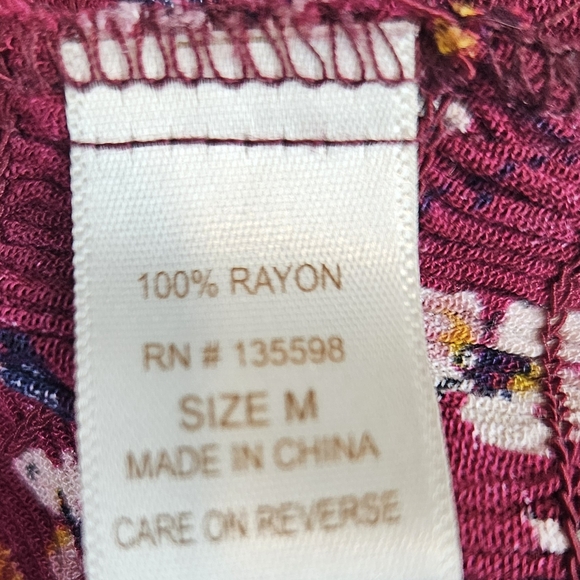 100% RAYON
RN # 135598
SIZE M
MADE IN CHINA
CARE ON REVERSE